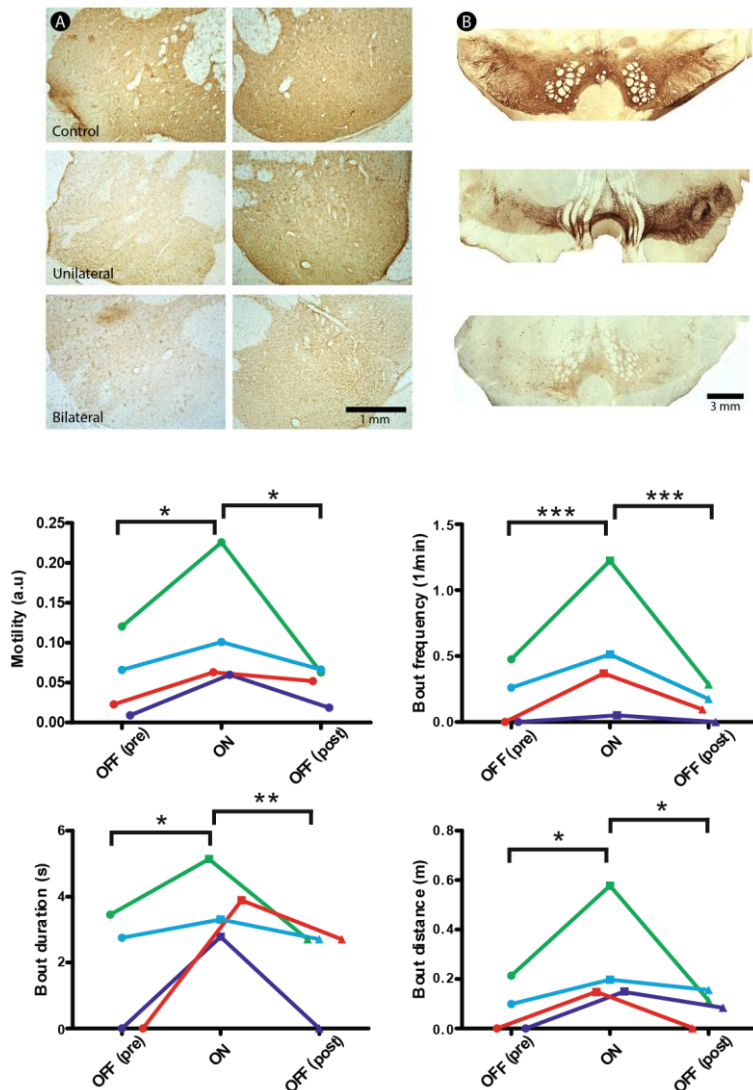 A
B
Control
Unilateral
Bilateral
1 mm
3 mm
* *
0.25
0.20
0.15
0.10
0.05
0.00
Motility (a.u)
OFF (pre)
ON
OFF (post)
*** ***
1.5
1.0
0.5
0.0
Bout frequency (1/min)
OFF (pre)
ON
OFF (post)
* **
6
4
2
0
Bout duration (s)
OFF (pre)
ON
OFF (post)
* *
0.8
0.6
0.4
0.2
0.0
Bout distance (m)
OFF (pre)
ON
OFF (post)